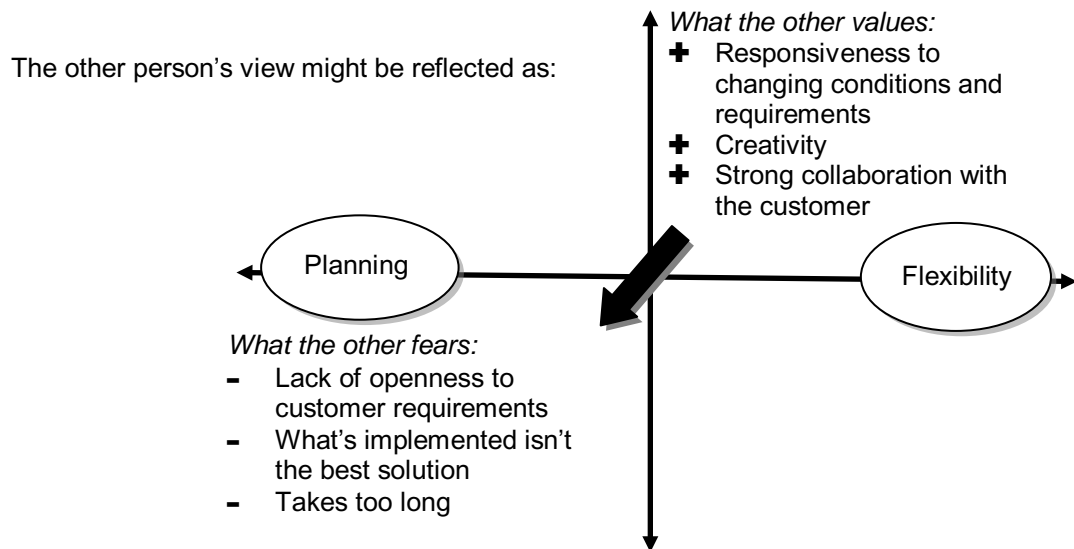 What the other values:
The other person’s view might be reflected as:
✚ Responsiveness to
changing conditions and
requirements
✚ Creativity
✚ Strong collaboration with
the customer
Planning
Flexibility
What the other fears:
- Lack of openness to
customer requirements
- What’s implemented isn’t
the best solution
- Takes too long